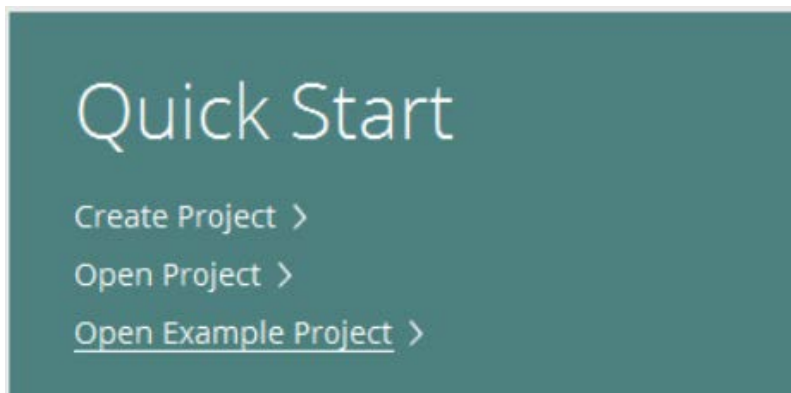 Quick Start
Create Project >
Open Project >
Open Example Project >